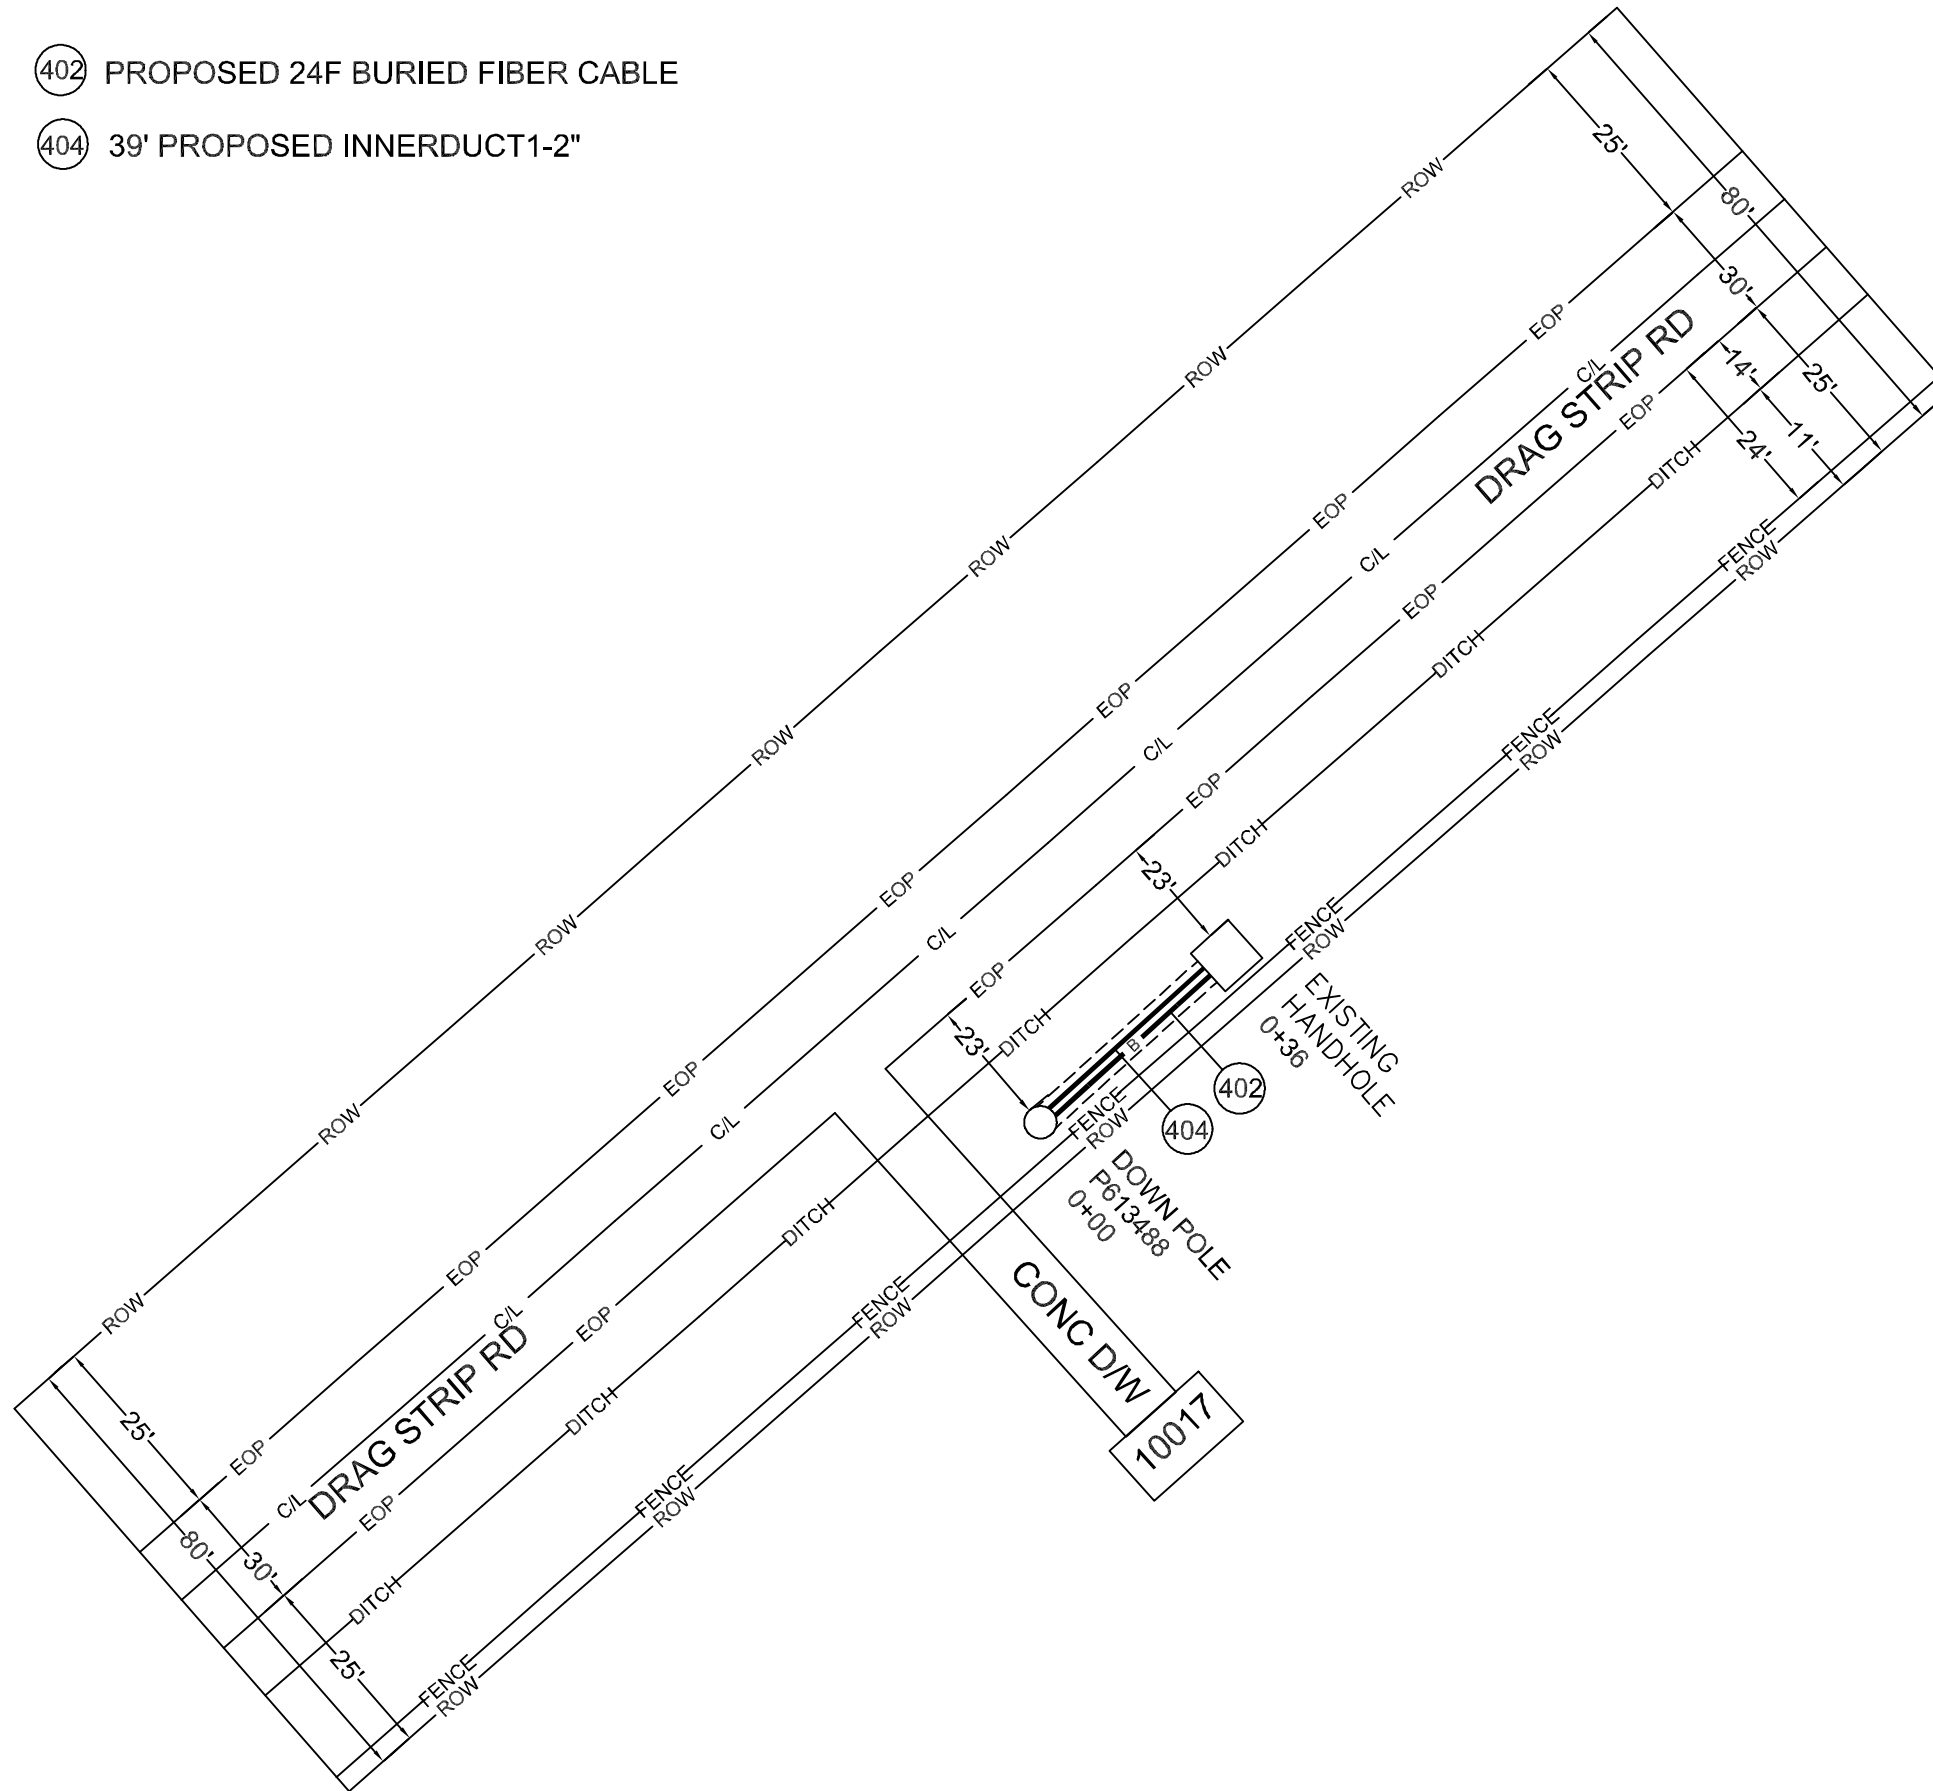 402 PROPOSED 24F BURIED FIBER CABLE
404 39' PROPOSED INNERDUCT1-2"
ROW
ROW
ROW
ROW
ROW
ROW
ROW
EOP
EOP
EOP
EOP
EOP
EOP
EOP
C/L
C/L
C/L
C/L
C/L
C/L
C/L
DRAG STRIP RD
DRAG STRIP RD
EOP
EOP
EOP
EOP
EOP
EOP
DITCH
DITCH
DITCH
DITCH
DITCH
DITCH
DITCH
FENCE
FENCE
FENCE
FENCE
FENCE
FENCE
FENCE
ROW
ROW
ROW
ROW
ROW
ROW
ROW
25'
80'
30'
25'
14'
11'
24'
23'
23'
B
402
404
EXISTING
HANDHOLE
0+36
DOWN POLE
P613488
0+00
CONC D/W
10017
25'
80'
30'
25'